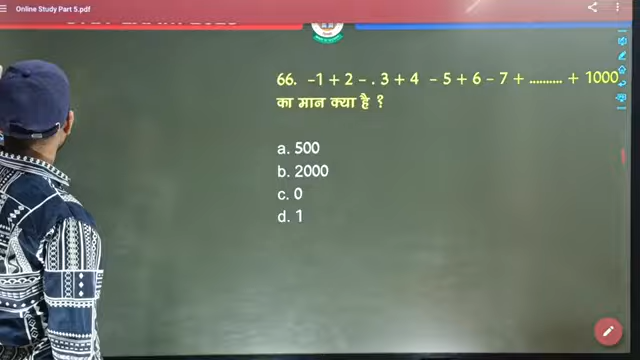 Online Study Part 5.pdf
66. -1 + 2 - . 3 + 4 - 5 + 6 - 7 + .......... + 1000
का मान क्या है ?
a. 500
b. 2000
c. 0
d. 1